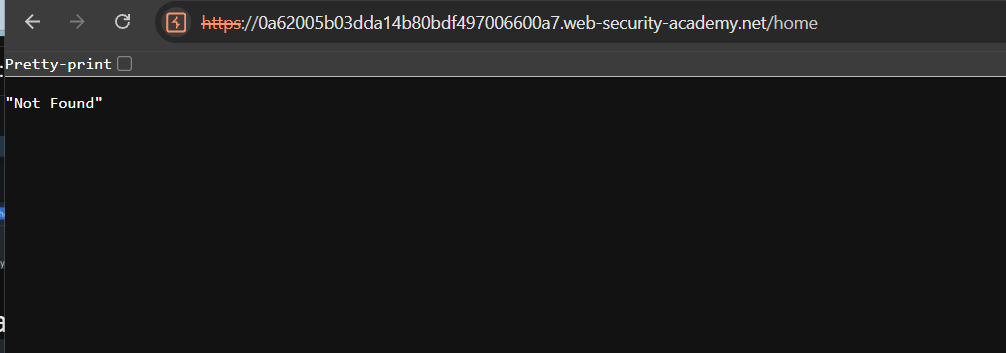 https://0a62005b03dda14b80bdf497006600a7.web-security-academy.net/home
Pretty-print
"Not Found"